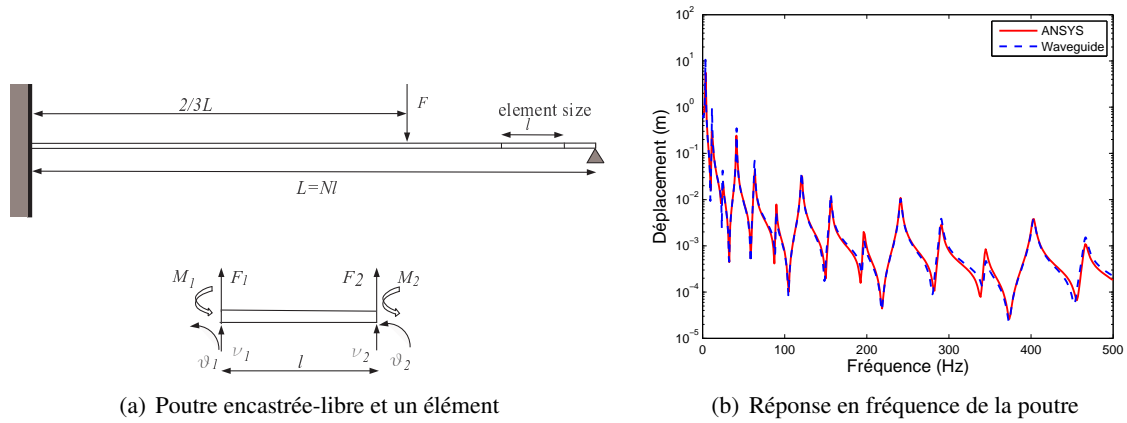 2/3L
F
element size
l
L=Nl
M1
F1
F2
M2
ϑ1
ν1
l
ν2
ϑ2
(a) Poutre encastrée-libre et un élément
10^2
10^1
10^0
10^-1
10^-2
10^-3
10^-4
10^-5
Déplacement (m)
ANSYS
Waveguide
0
100
200
300
400
500
Fréquence (Hz)
(b) Réponse en fréquence de la poutre